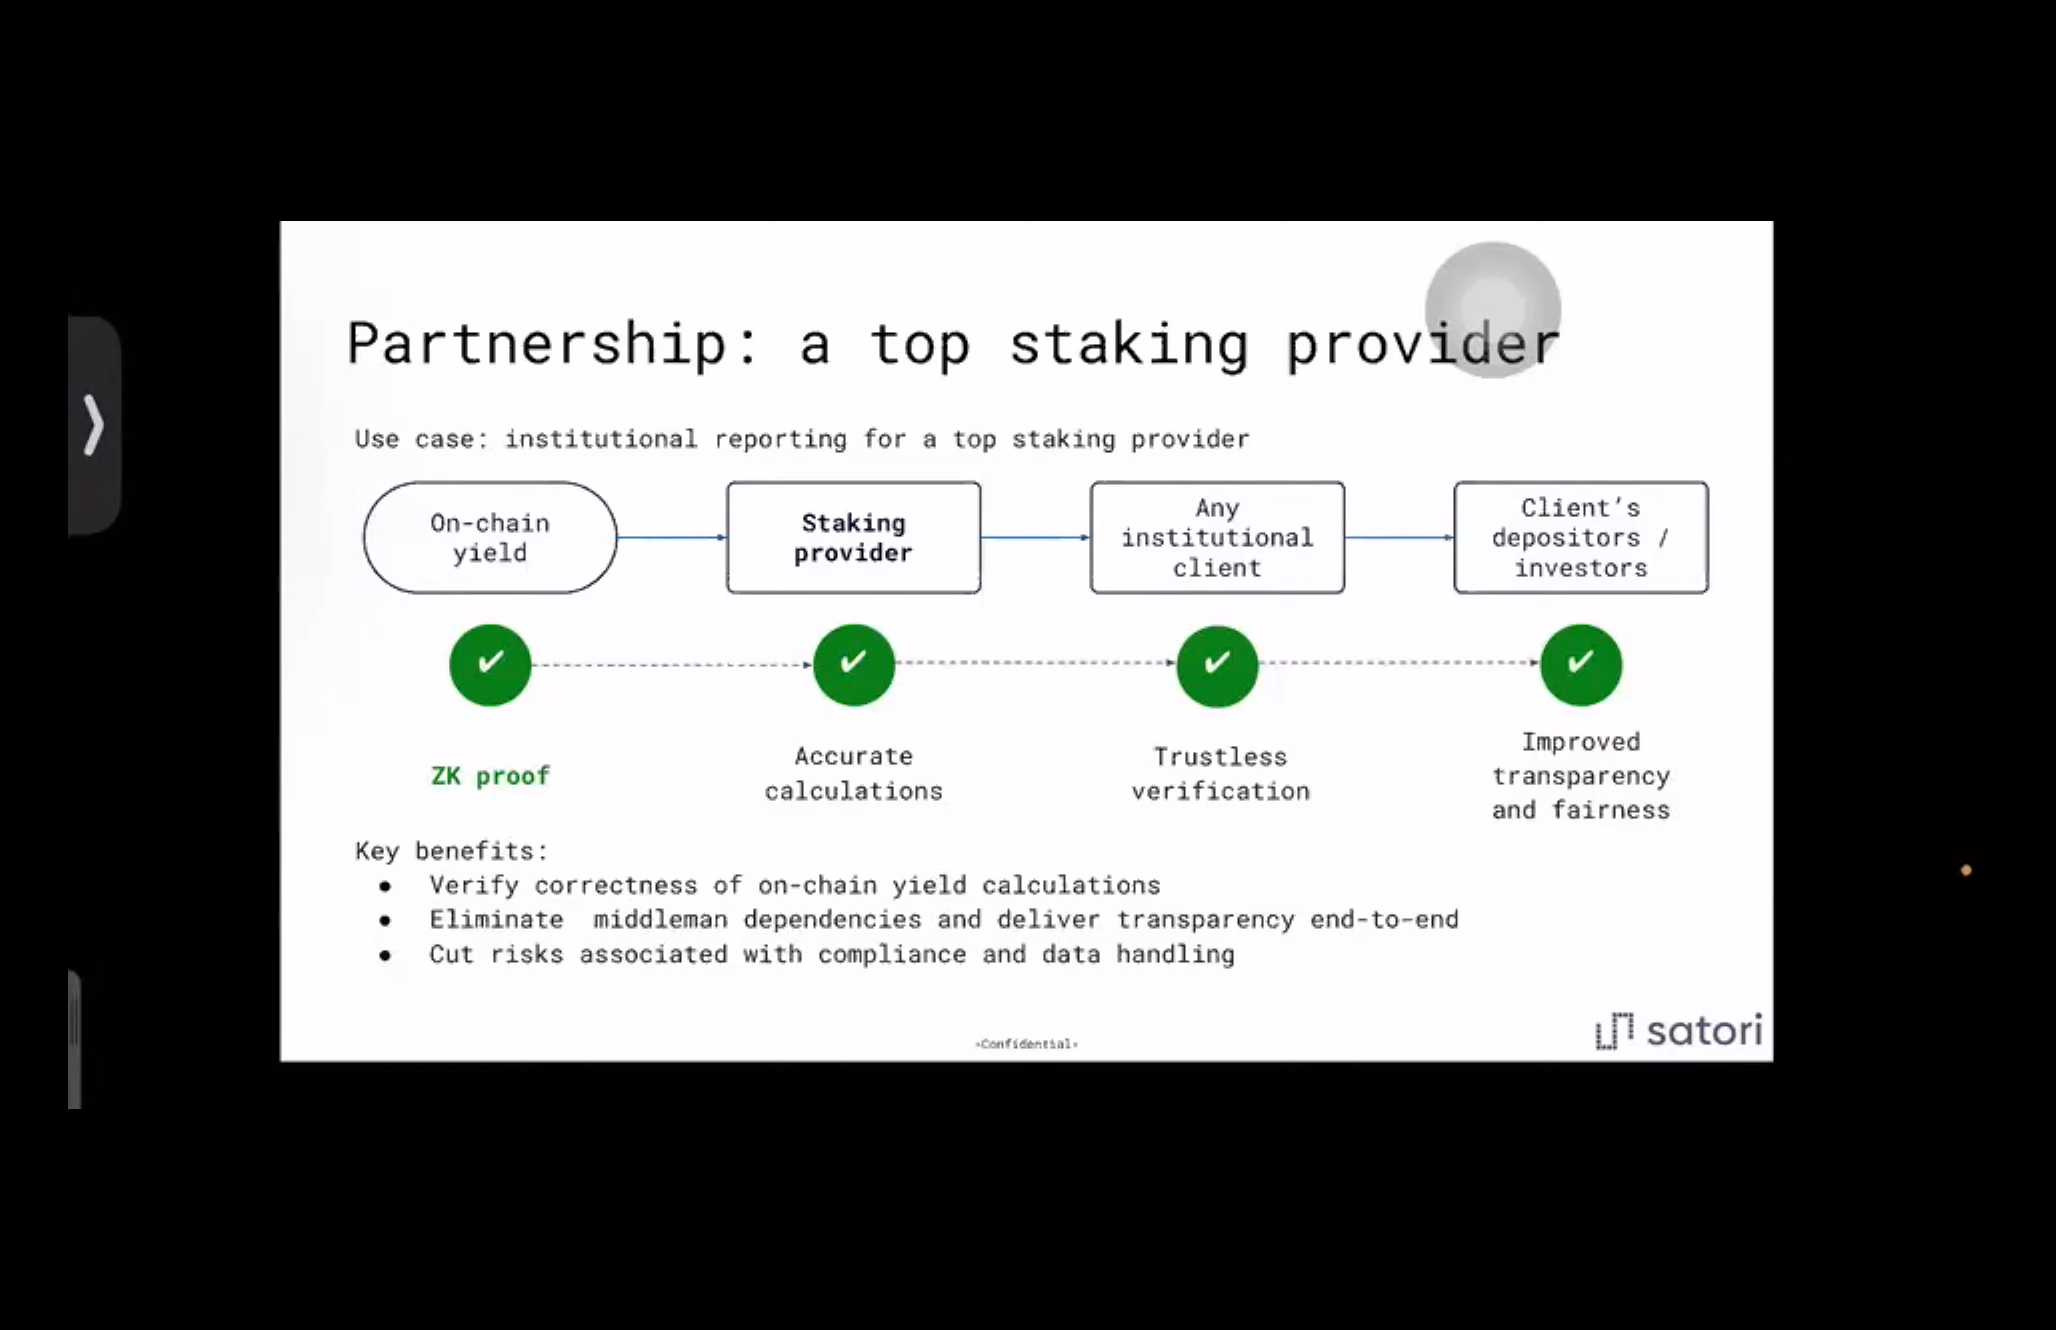 Partnership: a top staking provider
Use case: institutional reporting for a top staking provider
On-chain
yield
Staking
provider
Any
institutional
client
Client's
depositors /
investors
ZK proof
Accurate
calculations
Trustless
verification
Improved
transparency
and fairness
Key benefits:
● Verify correctness of on-chain yield calculations
● Eliminate  middleman dependencies and deliver transparency end-to-end
● Cut risks associated with compliance and data handling
-Confidential-
satori